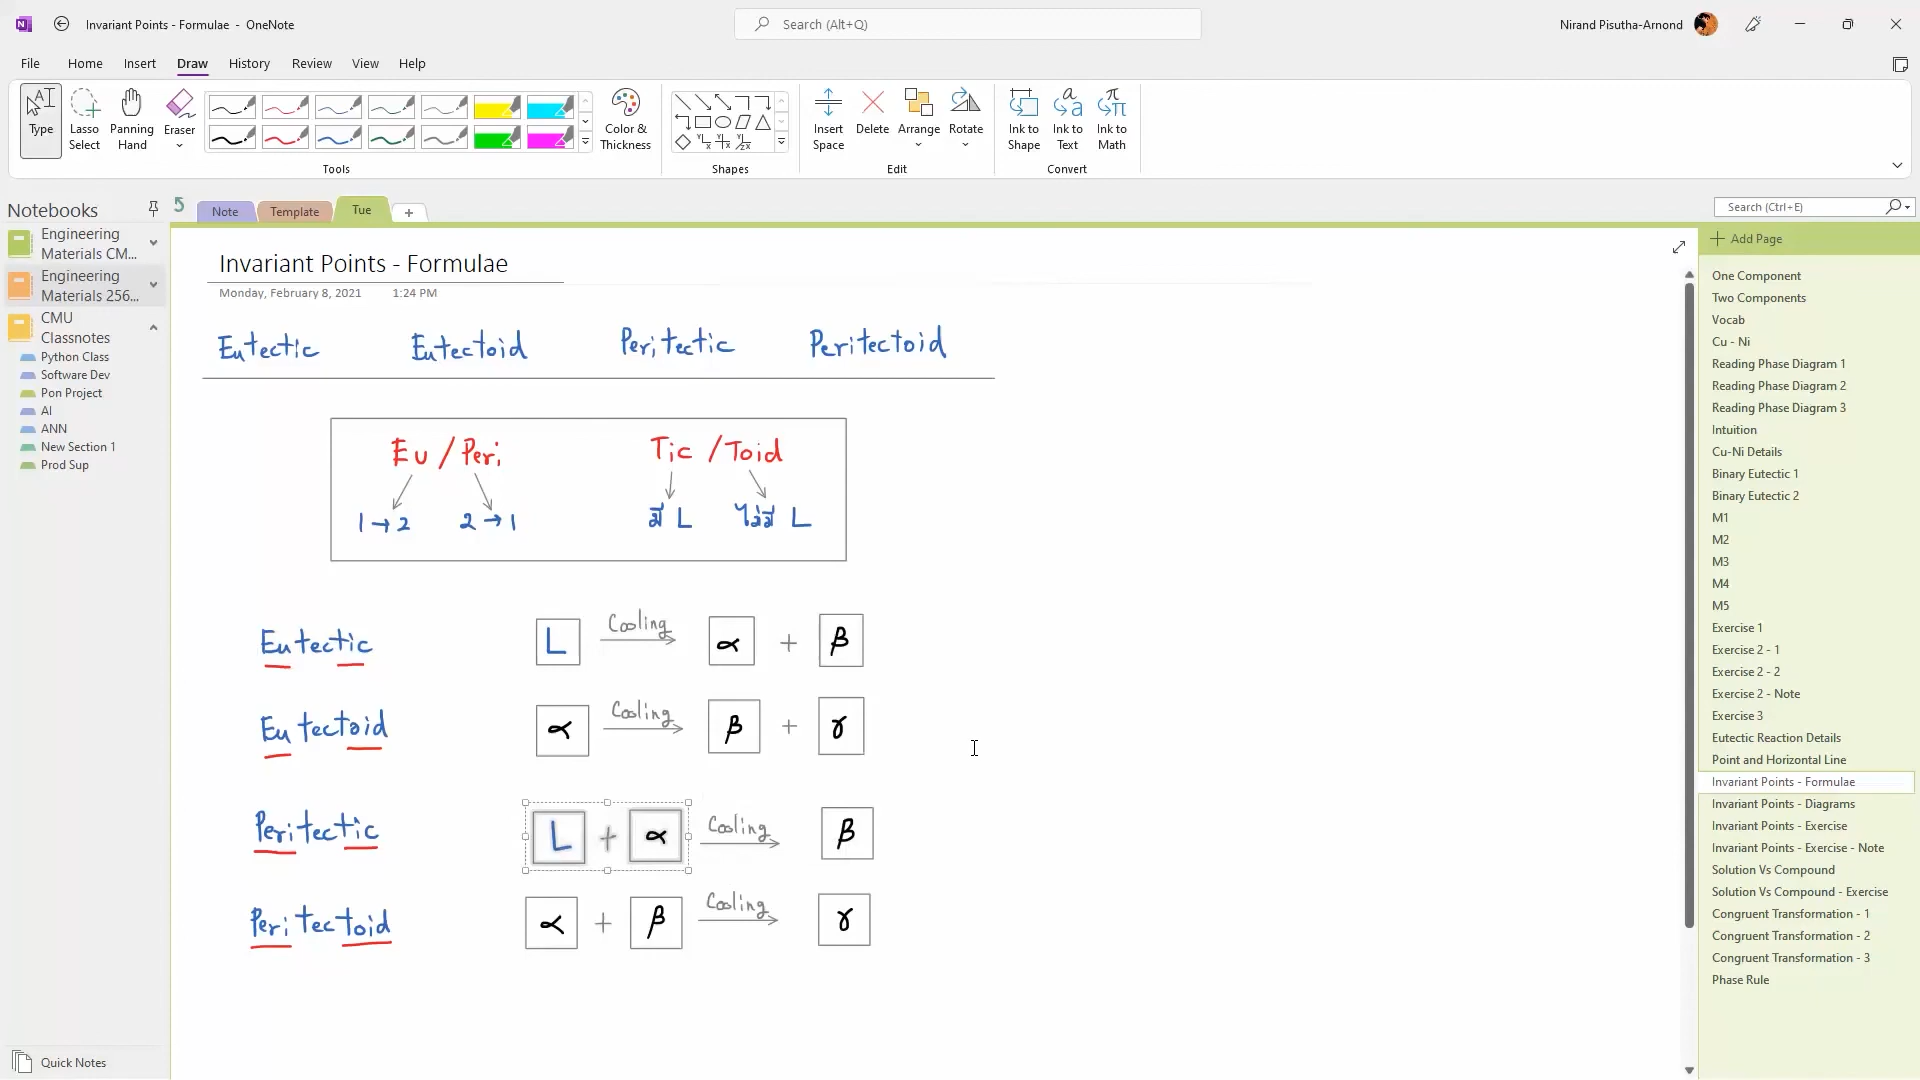 Invariant Points - Formulae - OneNote
Search (Alt+Q)
Nirand Pisutha-Arnond
File Home Insert Draw History Review View Help
Type
Lasso Select
Panning Hand
Eraser
Color & Thickness
Insert Space
Delete
Arrange
Rotate
Ink to Shape
Ink to Text
Ink to Math
Tools Shapes Edit Convert
Notebooks
Note Template Tue
Search (Ctrl+E)
Engineering Materials CM...
Engineering Materials 256...
CMU Classnotes
Python Class
Software Dev
Pon Project
AI
ANN
New Section 1
Prod Sup
Quick Notes
Invariant Points - Formulae
Monday, February 8, 2021 1:24 PM
Eutectic Eutectoid Peritectic Peritectoid
Eu / Peri Tic / Toid
1 → 2 2 → 1 มี L ไม่มี L
Eutectic L Cooling α + β
Eutectoid α Cooling β + γ
Peritectic L + α Cooling β
Peritectoid α + β Cooling γ
Add Page
One Component
Two Components
Vocab
Cu - Ni
Reading Phase Diagram 1
Reading Phase Diagram 2
Reading Phase Diagram 3
Intuition
Cu-Ni Details
Binary Eutectic 1
Binary Eutectic 2
M1
M2
M3
M4
M5
Exercise 1
Exercise 2 - 1
Exercise 2 - 2
Exercise 2 - Note
Exercise 3
Eutectic Reaction Details
Point and Horizontal Line
Invariant Points - Formulae
Invariant Points - Diagrams
Invariant Points - Exercise
Invariant Points - Exercise - Note
Solution Vs Compound
Solution Vs Compound - Exercise
Congruent Transformation - 1
Congruent Transformation - 2
Congruent Transformation - 3
Phase Rule